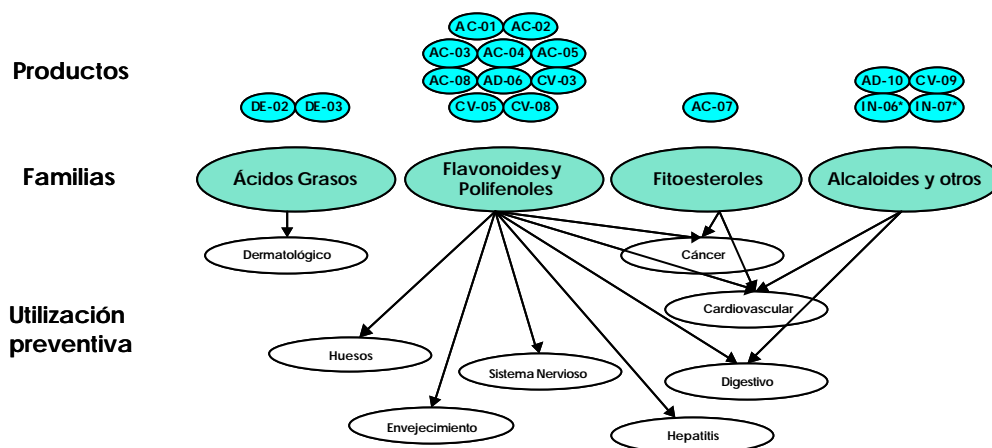 AC-01 AC-02
AC-03 AC-04 AC-05
Productos
AC-08 AD-06 CV-03
AD-10 CV-09
DE-02 DE-03
CV-05 CV-08
AC-07
IN-06* IN-07*
Familias
Ácidos Grasos
Flavonoides y
Polifenoles
Fitoesteroles
Alcaloides y otros
Dermatológico
Cáncer
Cardiovascular
Utilización
preventiva
Huesos
Sistema Nervioso
Digestivo
Envejecimiento
Hepatitis